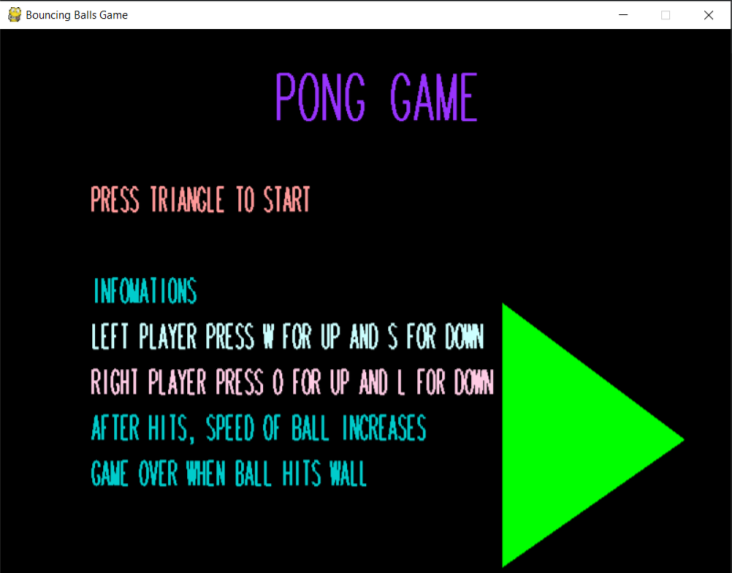 Bouncing Balls Game
PONG GAME
PRESS TRIANGLE TO START
INFOMATIONS
LEFT PLAYER PRESS W FOR UP AND S FOR DOWN
RIGHT PLAYER PRESS O FOR UP AND L FOR DOWN
AFTER HITS, SPEED OF BALL INCREASES
GAME OVER WHEN BALL HITS WALL